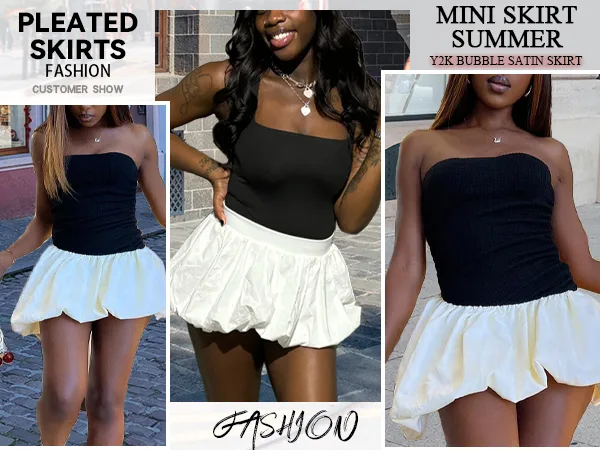 PLEATED
SKIRTS
FASHION
CUSTOMER SHOW
MINI SKIRT
SUMMER
Y2K BUBBLE SATIN SKIRT
FASHION